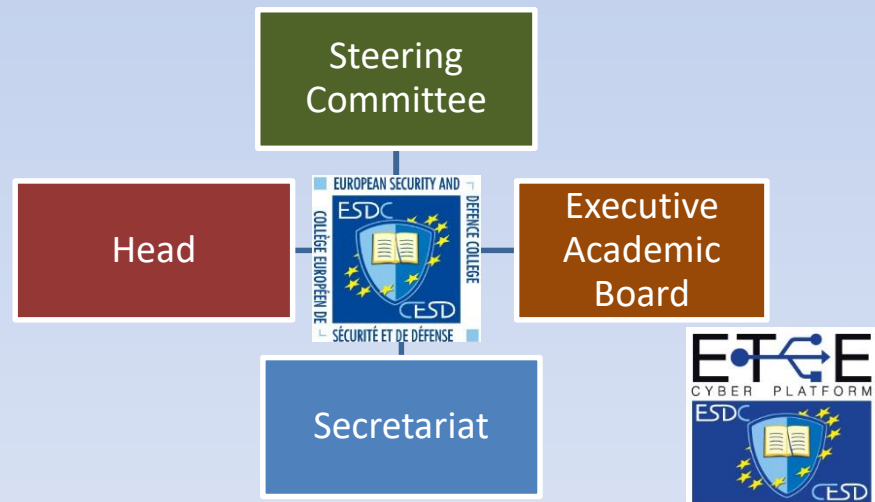 Steering
Committee
Head
EUROPEAN SECURITY AND
DEFENCE COLLEGE
COLLÈGE EUROPÉEN DE
SÉCURITÉ ET DE DÉFENSE
ESDC
CESD
Executive
Academic
Board
Secretariat
ETEE
CYBER PLATFORM
ESDC
CESD